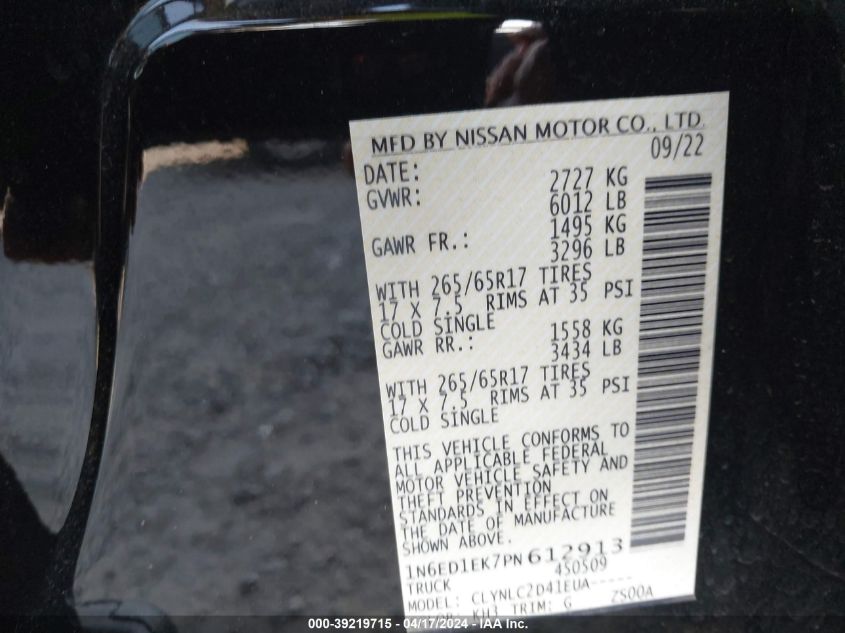 MFD BY NISSAN MOTOR CO., LTD.
DATE: 09/22
GVWR: 2727 KG
6012 LB
GAWR FR.: 1495 KG
3296 LB
WITH 265/65R17 TIRES
17 X 7.5 RIMS AT 35 PSI
COLD SINGLE
GAWR RR.: 1558 KG
3434 LB
WITH 265/65R17 TIRES
17 X 7.5 RIMS AT 35 PSI
COLD SINGLE
THIS VEHICLE CONFORMS TO
ALL APPLICABLE FEDERAL
MOTOR VEHICLE SAFETY AND
THEFT PREVENTION
STANDARDS IN EFFECT ON
THE DATE OF MANUFACTURE
SHOWN ABOVE.
1N6ED1EK7PN612913
TRUCK 450509
MODEL: CLYNLC2D41EUA-----
KH3 TRIM: G ZS00A
000-39219715 - 04/17/2024 - IAA Inc.